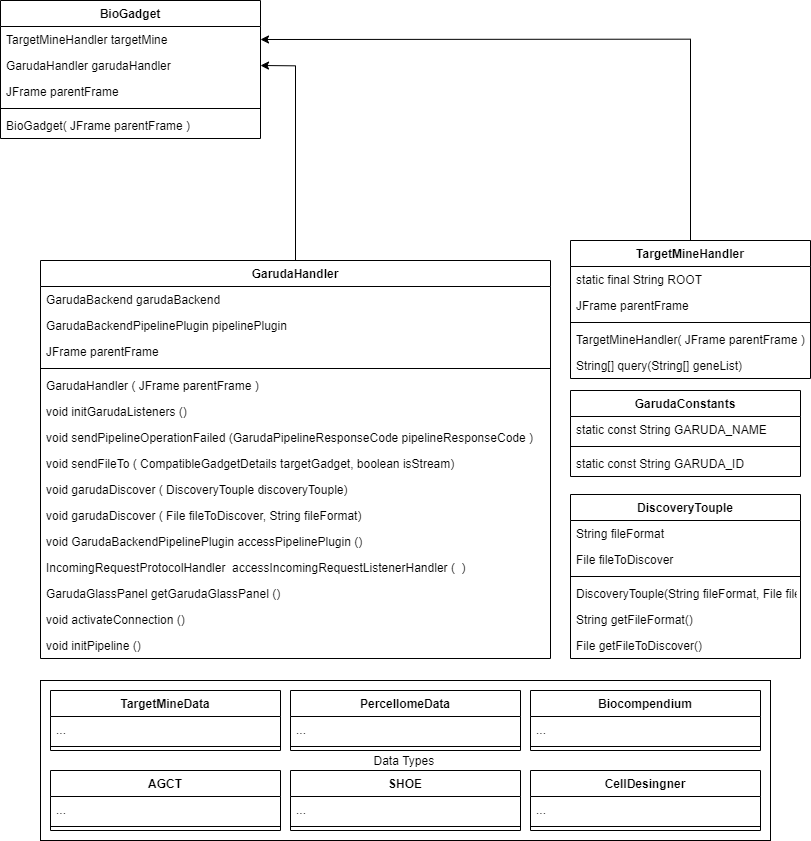 BioGadget
TargetMineHandler targetMine
GarudaHandler garudaHandler
JFrame parentFrame
BioGadget( JFrame parentFrame )
GarudaHandler
GarudaBackend garudaBackend
GarudaBackendPipelinePlugin pipelinePlugin
JFrame parentFrame
GarudaHandler ( JFrame parentFrame )
void initGarudaListeners ()
void sendPipelineOperationFailed (GarudaPipelineResponseCode pipelineResponseCode )
void sendFileTo ( CompatibleGadgetDetails targetGadget, boolean isStream)
void garudaDiscover ( DiscoveryTouple discoveryTouple)
void garudaDiscover ( File fileToDiscover, String fileFormat)
void GarudaBackendPipelinePlugin accessPipelinePlugin ()
IncomingRequestProtocolHandler  accessIncomingRequestListenerHandler (  )
GarudaGlassPanel getGarudaGlassPanel ()
void activateConnection ()
void initPipeline ()
TargetMineHandler
static final String ROOT
JFrame parentFrame
TargetMineHandler( JFrame parentFrame )
String[] query(String[] geneList)
GarudaConstants
static const String GARUDA_NAME
static const String GARUDA_ID
DiscoveryTouple
String fileFormat
File fileToDiscover
DiscoveryTouple(String fileFormat, File
String getFileFormat()
File getFileToDiscover()
TargetMineData
...
PercellomeData
...
Biocompendium
...
Data Types
AGCT
...
SHOE
...
CellDesingner
...